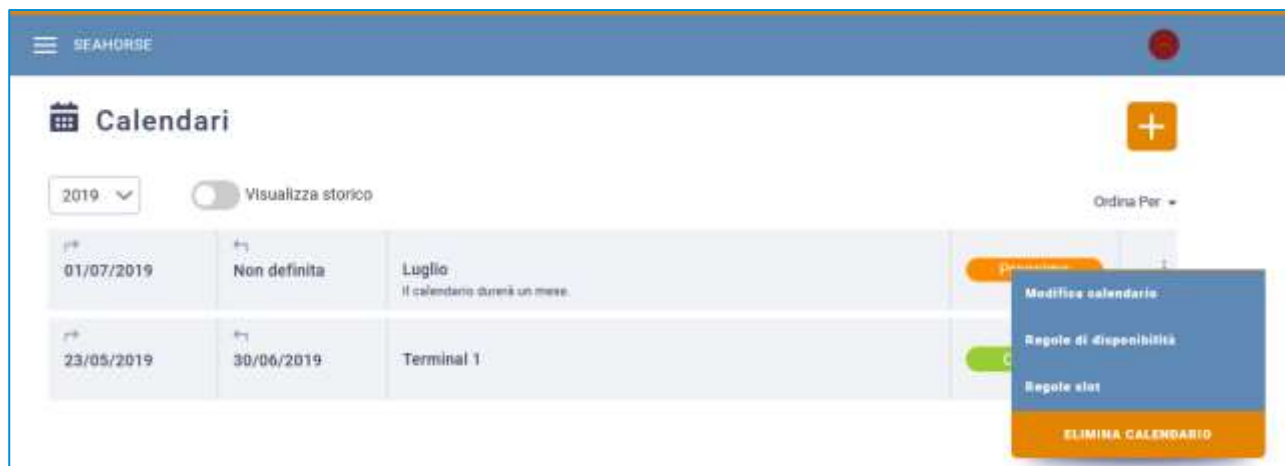 SEAHORSE
Calendari
2019
Visualizza storico
Ordina Per
01/07/2019
Non definita
Luglio
Il calendario durerà un mese.
23/05/2019
30/06/2019
Terminal 1
Modifica calendario
Regole di disponibilità
Regole slot
ELIMINA CALENDARIO